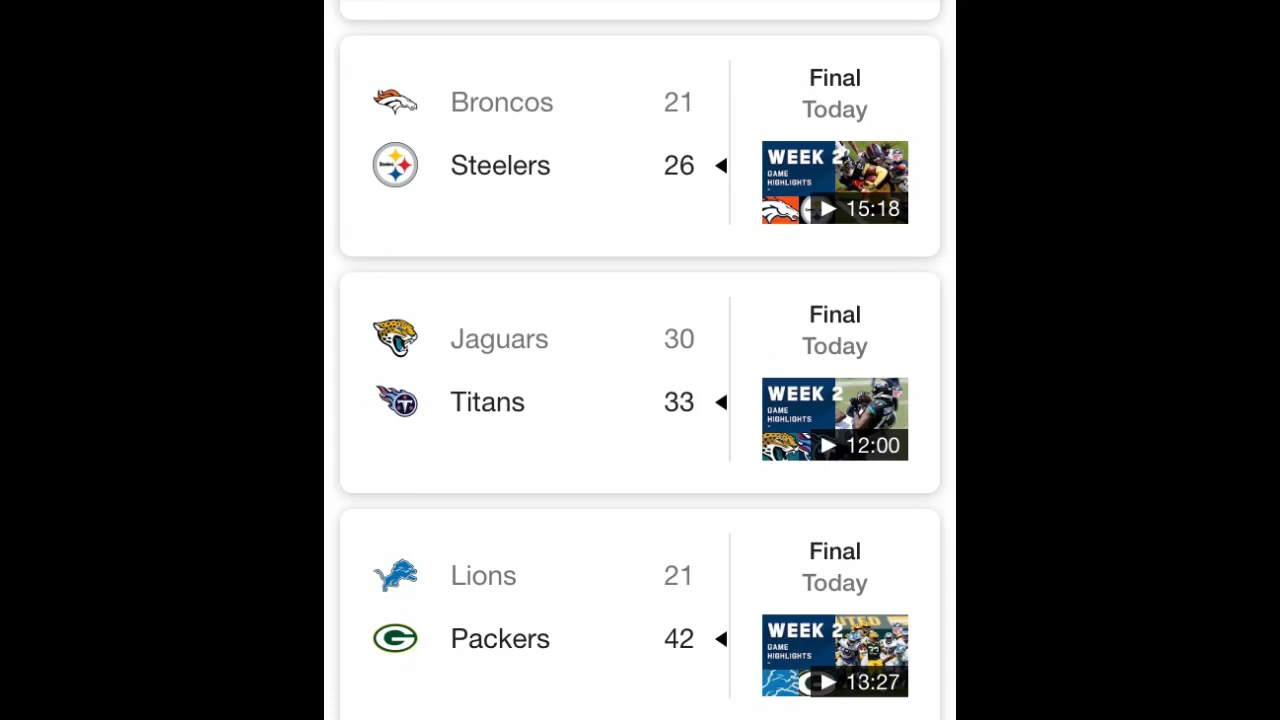 Final
Broncos 21
Today
Steelers 26
WEEK 2
GAME
HIGHLIGHTS
15:18
Final
Jaguars 30
Today
Titans 33
WEEK 2
GAME
HIGHLIGHTS
12:00
Final
Lions 21
Today
Packers 42
WEEK 2
GAME
HIGHLIGHTS
13:27